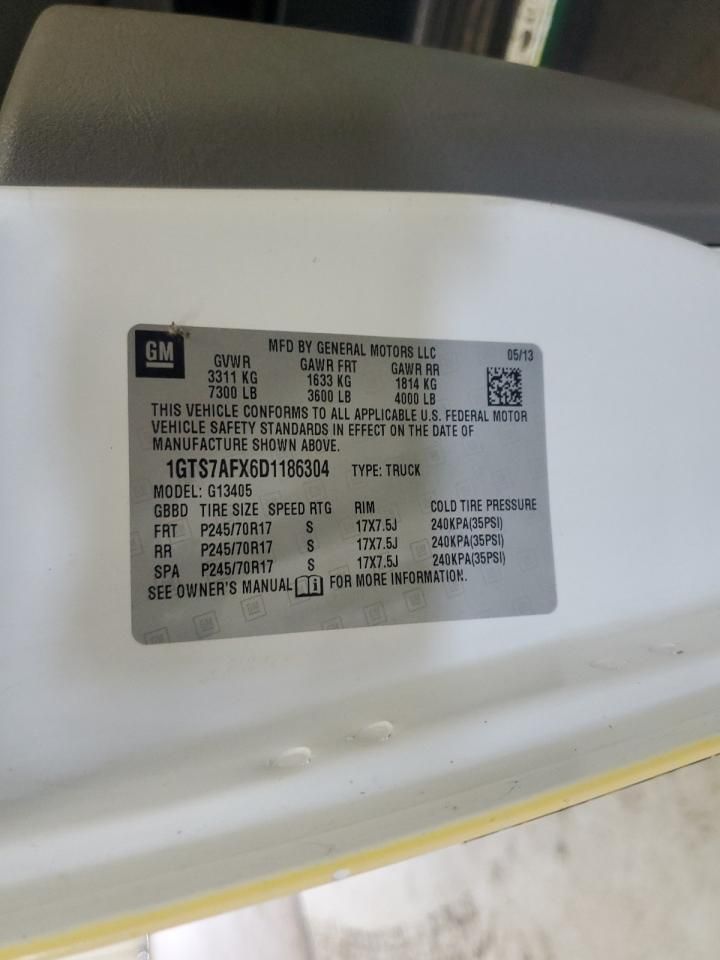 GM
MFD BY GENERAL MOTORS LLC 05/13
GVWR GAWR FRT GAWR RR
3311 KG 1633 KG 1814 KG
7300 LB 3600 LB 4000 LB
THIS VEHICLE CONFORMS TO ALL APPLICABLE U.S. FEDERAL MOTOR
VEHICLE SAFETY STANDARDS IN EFFECT ON THE DATE OF
MANUFACTURE SHOWN ABOVE.
1GTS7AFX6D1186304 TYPE: TRUCK
MODEL: G13405
GBBD TIRE SIZE SPEED RTG RIM COLD TIRE PRESSURE
FRT P245/70R17 S 17X7.5J 240KPA(35PSI)
RR P245/70R17 S 17X7.5J 240KPA(35PSI)
SPA P245/70R17 S 17X7.5J 240KPA(35PSI)
SEE OWNER'S MANUAL FOR MORE INFORMATION.